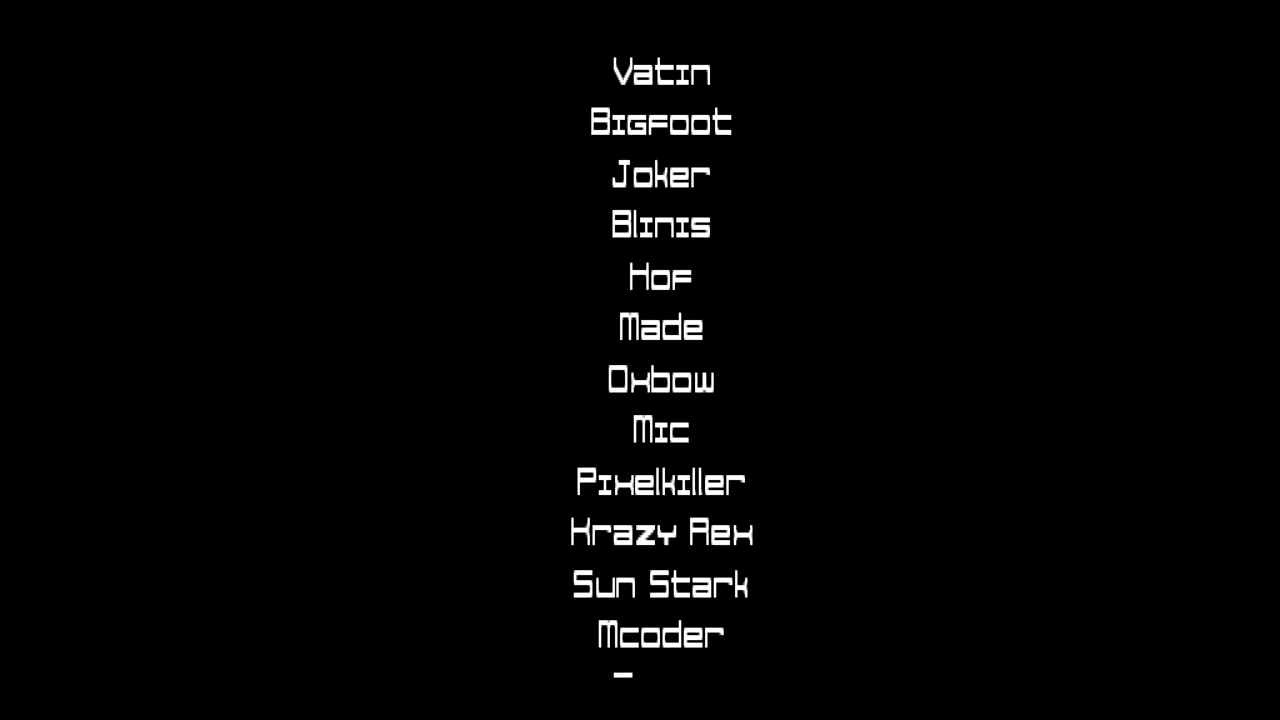 Vatin
Bigfoot
Joker
Blinis
Hof
Made
Oxbow
Mic
Pixelkiller
Krazy Rex
Sun Stark
Mcoder